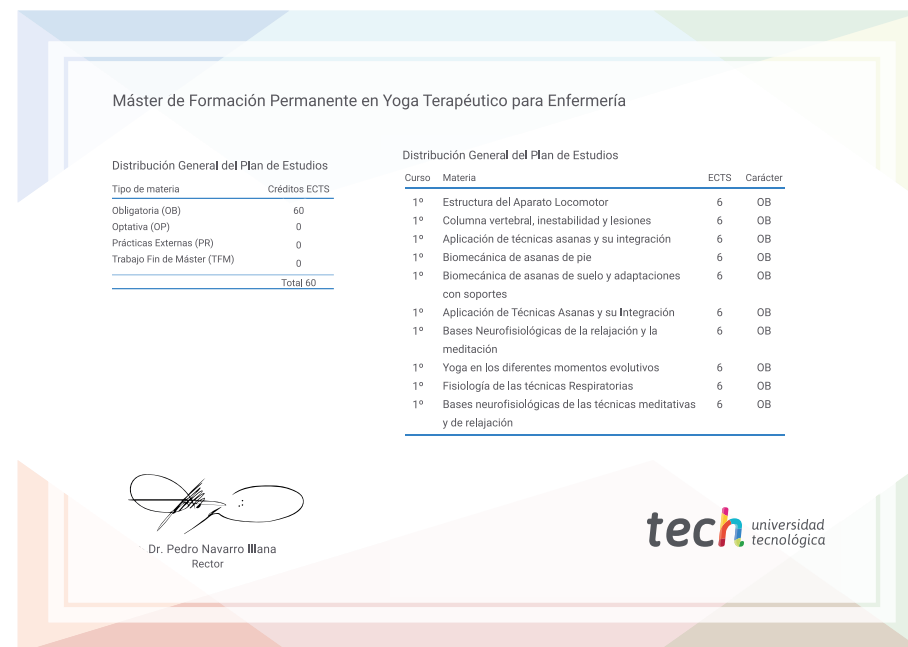 Máster de Formación Permanente en Yoga Terapéutico para Enfermería
Distribución General del Plan de Estudios
Tipo de materia Créditos ECTS
Obligatoria (OB) 60
Optativa (OP) 0
Prácticas Externas (PR) 0
Trabajo Fin de Máster (TFM) 0
Total 60
Distribución General del Plan de Estudios
Curso Materia ECTS Carácter
1º Estructura del Aparato Locomotor 6 OB
1º Columna vertebral, inestabilidad y lesiones 6 OB
1º Aplicación de técnicas asanas y su integración 6 OB
1º Biomecánica de asanas de pie 6 OB
1º Biomecánica de asanas de suelo y adaptaciones 6 OB
con soportes
1º Aplicación de Técnicas Asanas y su Integración 6 OB
1º Bases Neurofisiológicas de la relajación y la 6 OB
meditación
1º Yoga en los diferentes momentos evolutivos 6 OB
1º Fisiología de las técnicas Respiratorias 6 OB
1º Bases neurofisiológicas de las técnicas meditativas 6 OB
y de relajación
Dr. Pedro Navarro Illana
Rector
tech universidad
tecnológica